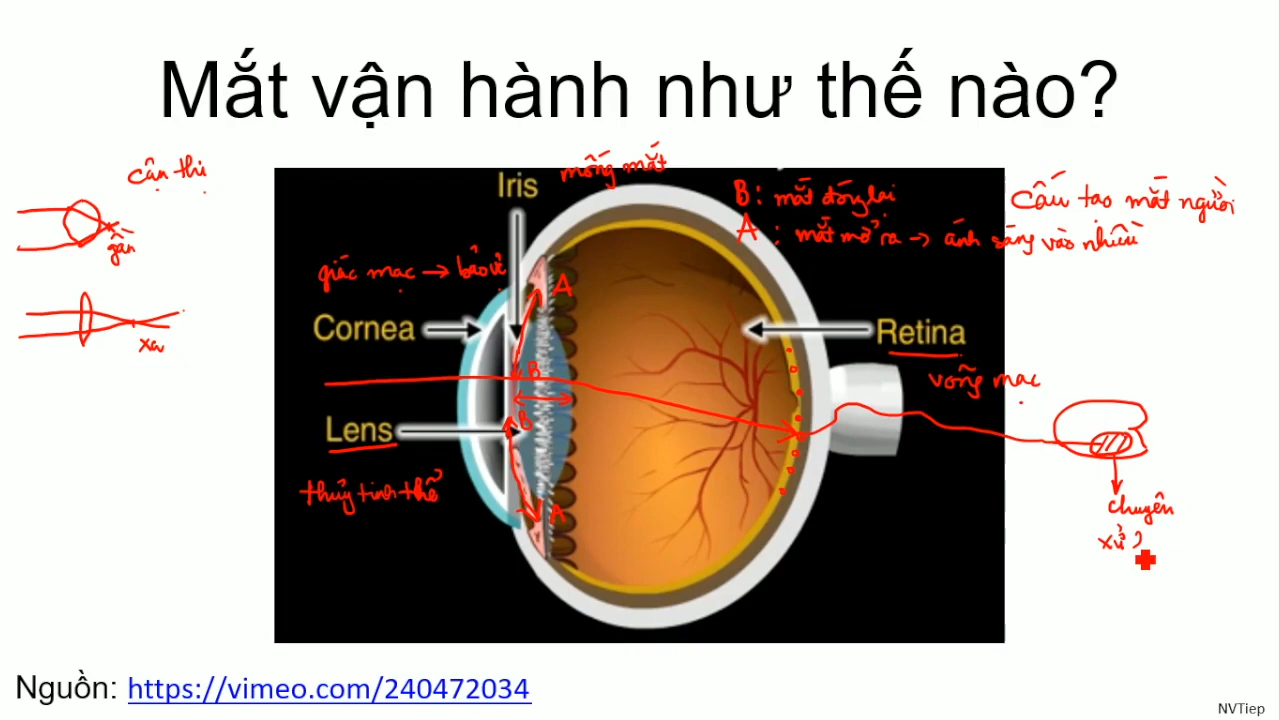 Mắt vận hành như thế nào?
cận thị
gần
xa
Iris
mống mắt
B: mắt đóng lại
A: mắt mở ra → ánh sáng vào nhiều
Cấu tạo mắt người
giác mạc → bảo vệ
A
Cornea
Retina
võng mạc
B
B
Lens
thủy tinh thể
A
chuyên
xử
Nguồn: https://vimeo.com/240472034
NVTiep